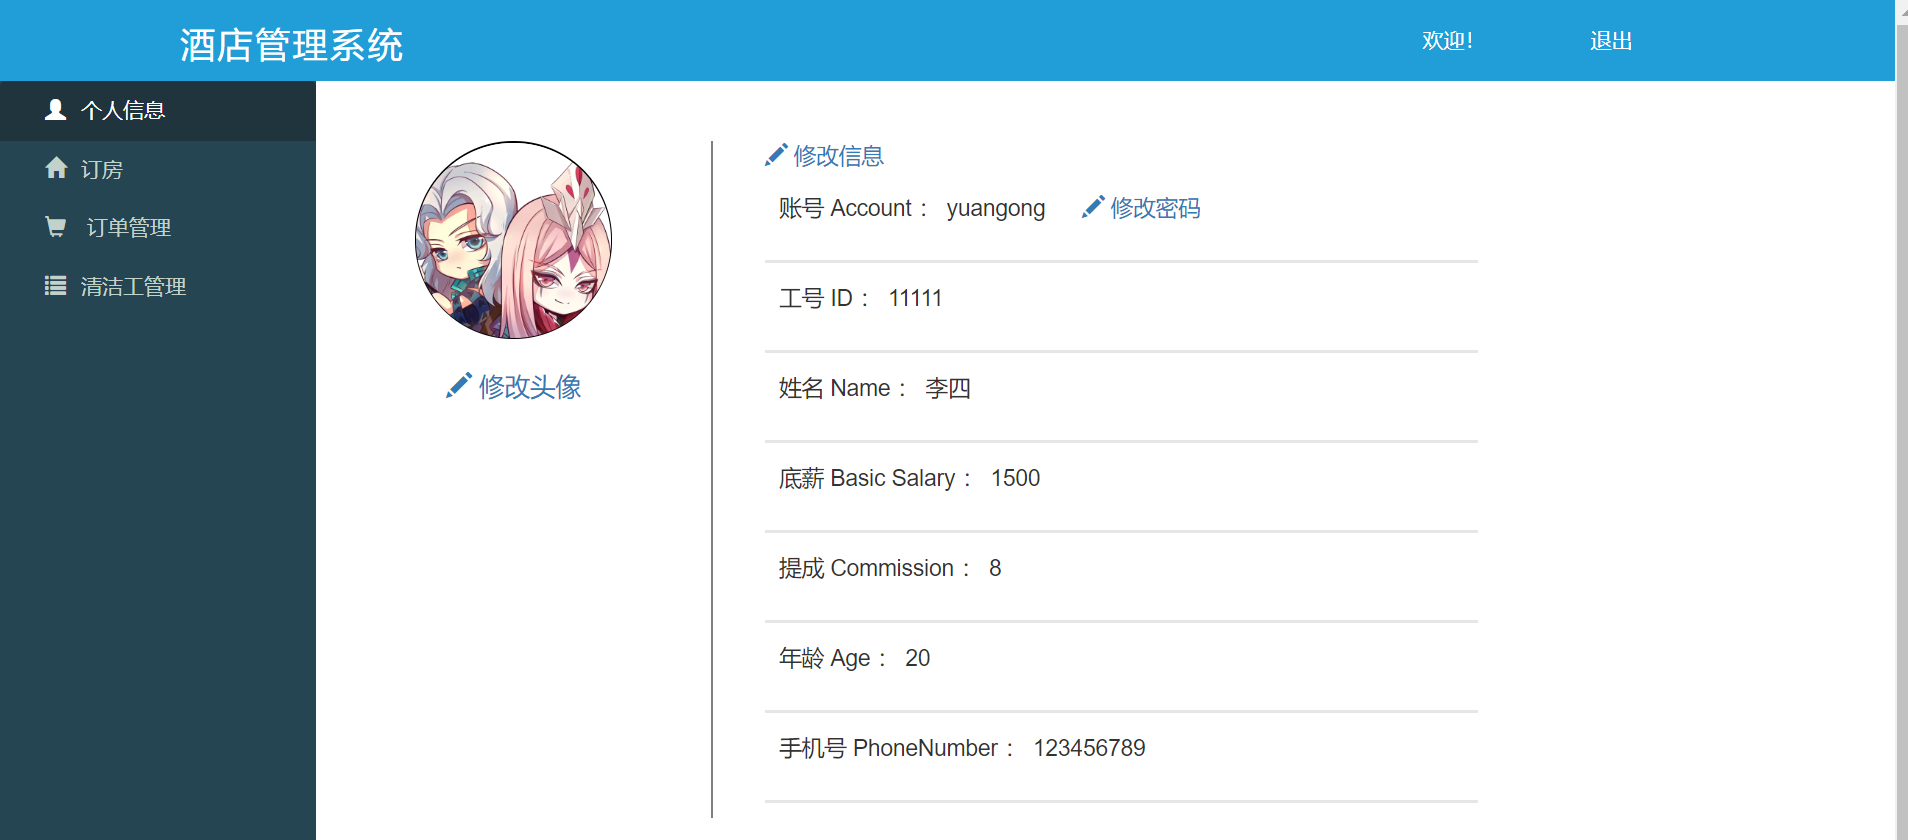 酒店管理系统
欢迎!
退出
个人信息
订房
订单管理
清洁工管理
修改头像
修改信息
账号 Account： yuangong 修改密码
工号 ID： 11111
姓名 Name： 李四
底薪 Basic Salary： 1500
提成 Commission： 8
年龄 Age： 20
手机号 PhoneNumber： 123456789